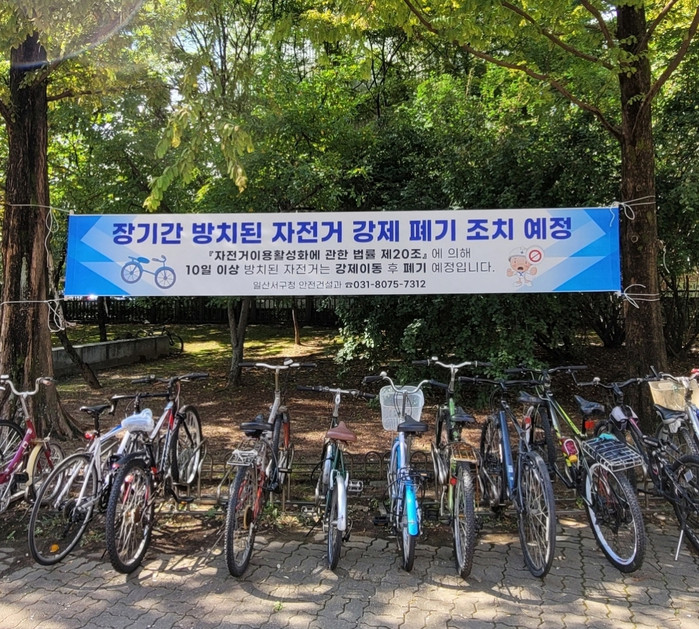 장기간 방치된 자전거 강제 폐기 조치 예정
『자전거이용활성화에 관한 법률 제20조』에 의해
10일 이상 방치된 자전거는 강제이동 후 폐기 예정입니다.
일산서구청 안전건설과 ☎031-8075-7312